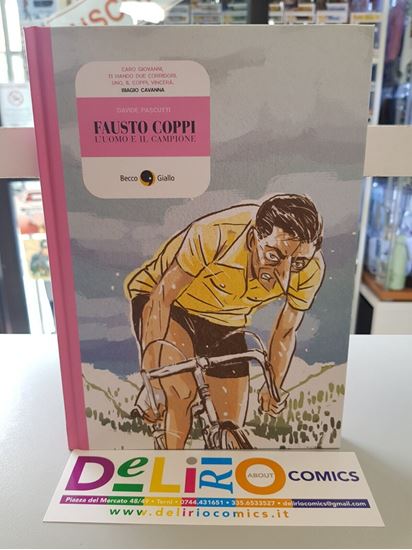 CARO GIOVANNI,
TI MANDO DUE CORRIDORI.
UNO, IL COPPI, VINCERÀ.
BIAGIO CAVANNA
DAVIDE PASCUTTI
FAUSTO COPPI
L'UOMO E IL CAMPIONE
Becco Giallo
DeLiRiO ABOUT COMICS
Piazza del Mercato 48/49 • Terni • 0744.431651 • 335.6533527 • deliriocomics@gmail.com
www.deliriocomics.it